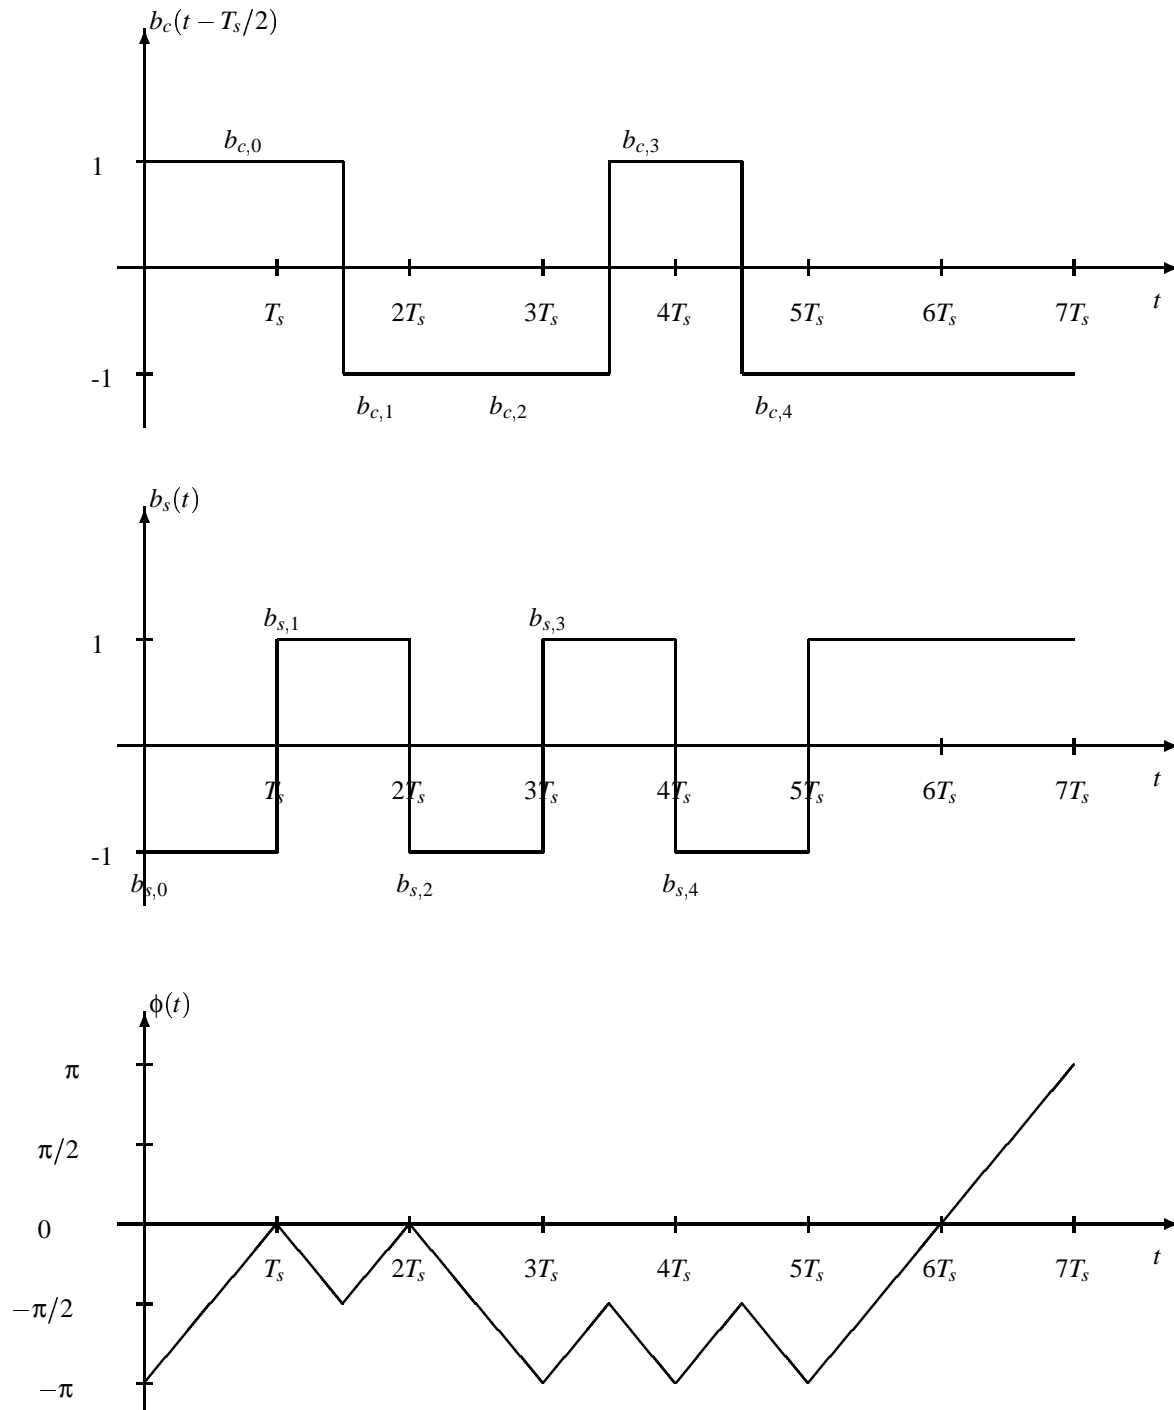 b_c(t − T_s/2)
b_{c,0} b_{c,3}
1
T_s 2T_s 3T_s 4T_s 5T_s 6T_s 7T_s t
-1
b_{c,1} b_{c,2} b_{c,4}
b_s(t)
b_{s,1} b_{s,3}
1
T_s 2T_s 3T_s 4T_s 5T_s 6T_s 7T_s t
-1
b_{s,0} b_{s,2} b_{s,4}
ϕ(t)
π
π/2
0
T_s 2T_s 3T_s 4T_s 5T_s 6T_s 7T_s t
−π/2
−π